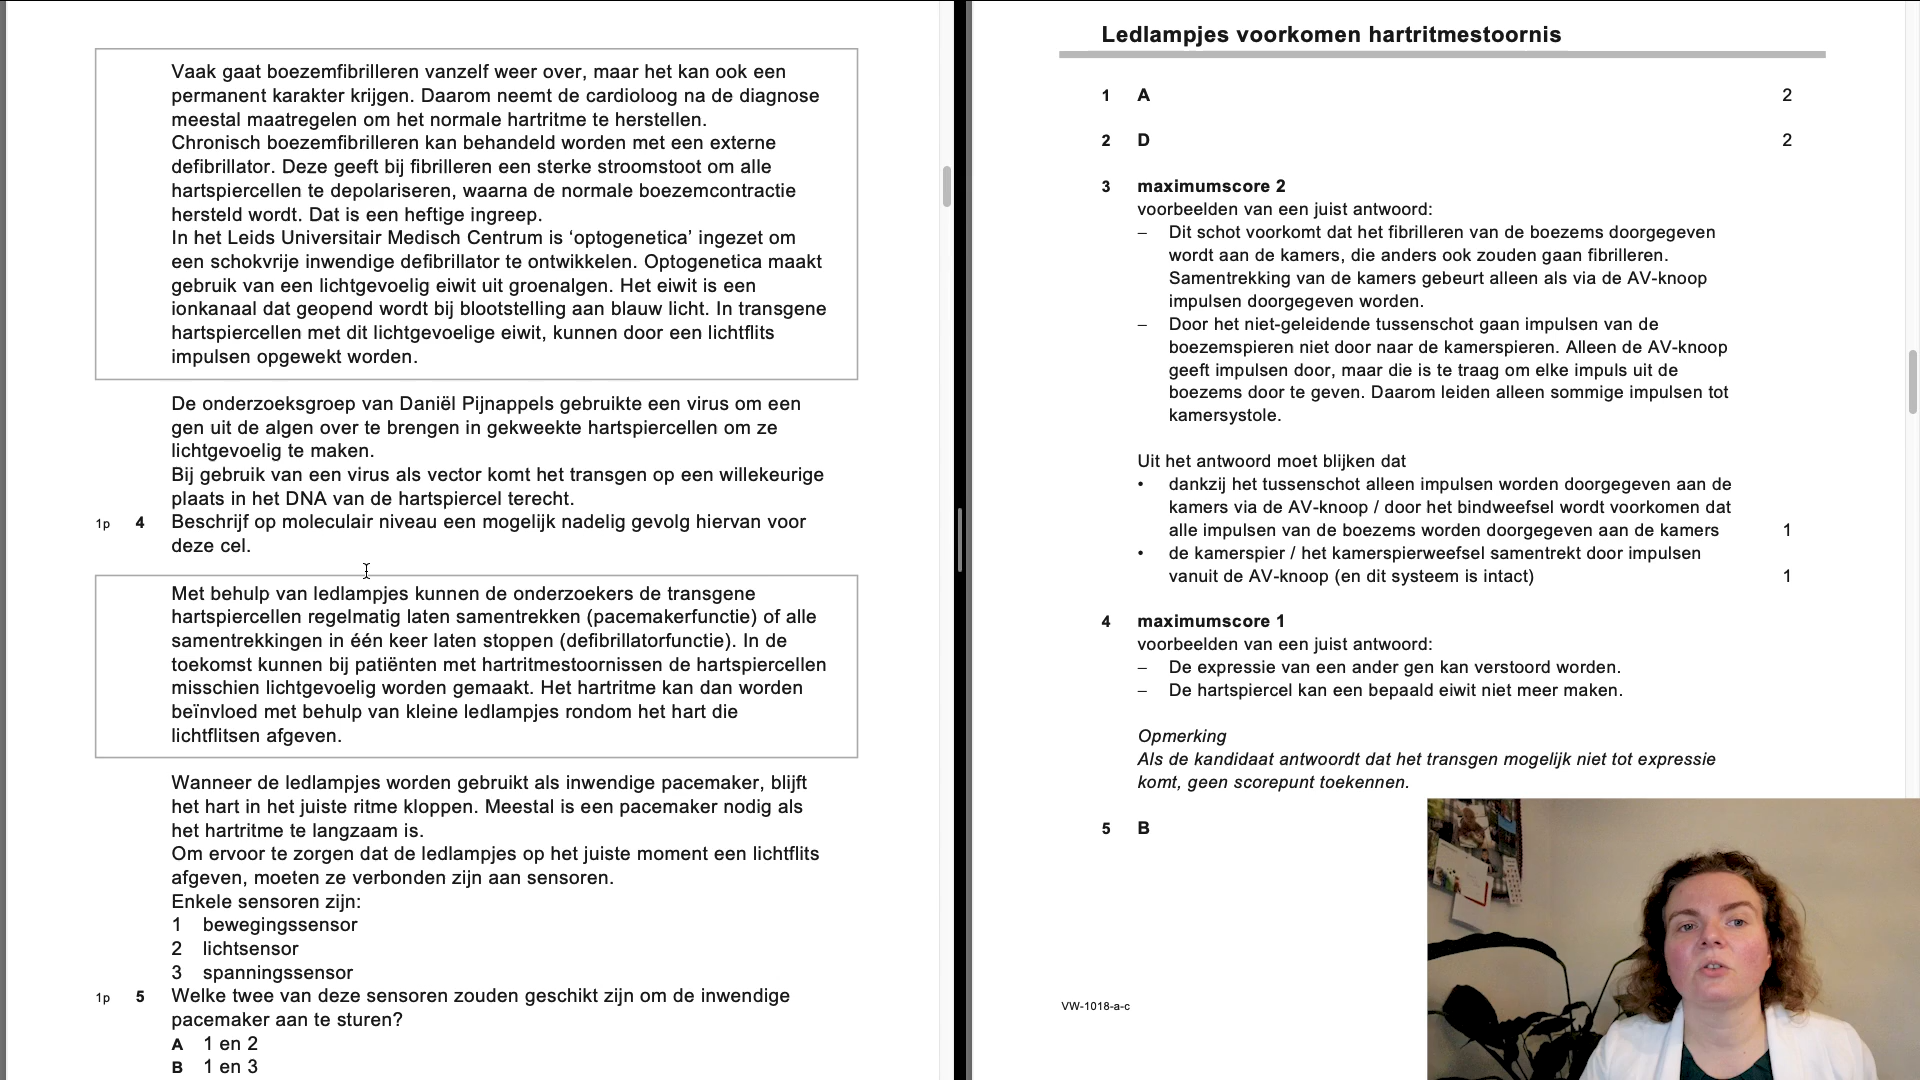 Vaak gaat boezemfibrilleren vanzelf weer over, maar het kan ook een
permanent karakter krijgen. Daarom neemt de cardioloog na de diagnose
meestal maatregelen om het normale hartritme te herstellen.
Chronisch boezemfibrilleren kan behandeld worden met een externe
defibrillator. Deze geeft bij fibrilleren een sterke stroomstoot om alle
hartspiercellen te depolariseren, waarna de normale boezemcontractie
hersteld wordt. Dat is een heftige ingreep.
In het Leids Universitair Medisch Centrum is ‘optogenetica’ ingezet om
een schokvrije inwendige defibrillator te ontwikkelen. Optogenetica maakt
gebruik van een lichtgevoelig eiwit uit groenalgen. Het eiwit is een
ionkanaal dat geopend wordt bij blootstelling aan blauw licht. In transgene
hartspiercellen met dit lichtgevoelige eiwit, kunnen door een lichtflits
impulsen opgewekt worden.
De onderzoeksgroep van Daniël Pijnappels gebruikte een virus om een
gen uit de algen over te brengen in gekweekte hartspiercellen om ze
lichtgevoelig te maken.
Bij gebruik van een virus als vector komt het transgen op een willekeurige
plaats in het DNA van de hartspiercel terecht.
1p 4 Beschrijf op moleculair niveau een mogelijk nadelig gevolg hiervan voor
deze cel.
Met behulp van ledlampjes kunnen de onderzoekers de transgene
hartspiercellen regelmatig laten samentrekken (pacemakerfunctie) of alle
samentrekkingen in één keer laten stoppen (defibrillatorfunctie). In de
toekomst kunnen bij patiënten met hartritmestoornissen de hartspiercellen
misschien lichtgevoelig worden gemaakt. Het hartritme kan dan worden
beïnvloed met behulp van kleine ledlampjes rondom het hart die
lichtflitsen afgeven.
Wanneer de ledlampjes worden gebruikt als inwendige pacemaker, blijft
het hart in het juiste ritme kloppen. Meestal is een pacemaker nodig als
het hartritme te langzaam is.
Om ervoor te zorgen dat de ledlampjes op het juiste moment een lichtflits
afgeven, moeten ze verbonden zijn aan sensoren.
Enkele sensoren zijn:
1 bewegingssensor
2 lichtsensor
3 spanningssensor
1p 5 Welke twee van deze sensoren zouden geschikt zijn om de inwendige
pacemaker aan te sturen?
A 1 en 2
B 1 en 3
Ledlampjes voorkomen hartritmestoornis
1 A 2
2 D 2
3 maximumscore 2
voorbeelden van een juist antwoord:
– Dit schot voorkomt dat het fibrilleren van de boezems doorgegeven
wordt aan de kamers, die anders ook zouden gaan fibrilleren.
Samentrekking van de kamers gebeurt alleen als via de AV-knoop
impulsen doorgegeven worden.
– Door het niet-geleidende tussenschot gaan impulsen van de
boezemspieren niet door naar de kamerspieren. Alleen de AV-knoop
geeft impulsen door, maar die is te traag om elke impuls uit de
boezems door te geven. Daarom leiden alleen sommige impulsen tot
kamersystole.
Uit het antwoord moet blijken dat
• dankzij het tussenschot alleen impulsen worden doorgegeven aan de
kamers via de AV-knoop / door het bindweefsel wordt voorkomen dat
alle impulsen van de boezems worden doorgegeven aan de kamers 1
• de kamerspier / het kamerspierweefsel samentrekt door impulsen
vanuit de AV-knoop (en dit systeem is intact) 1
4 maximumscore 1
voorbeelden van een juist antwoord:
– De expressie van een ander gen kan verstoord worden.
– De hartspiercel kan een bepaald eiwit niet meer maken.
Opmerking
Als de kandidaat antwoordt dat het transgen mogelijk niet tot expressie
komt, geen scorepunt toekennen.
5 B
VW-1018-a-c